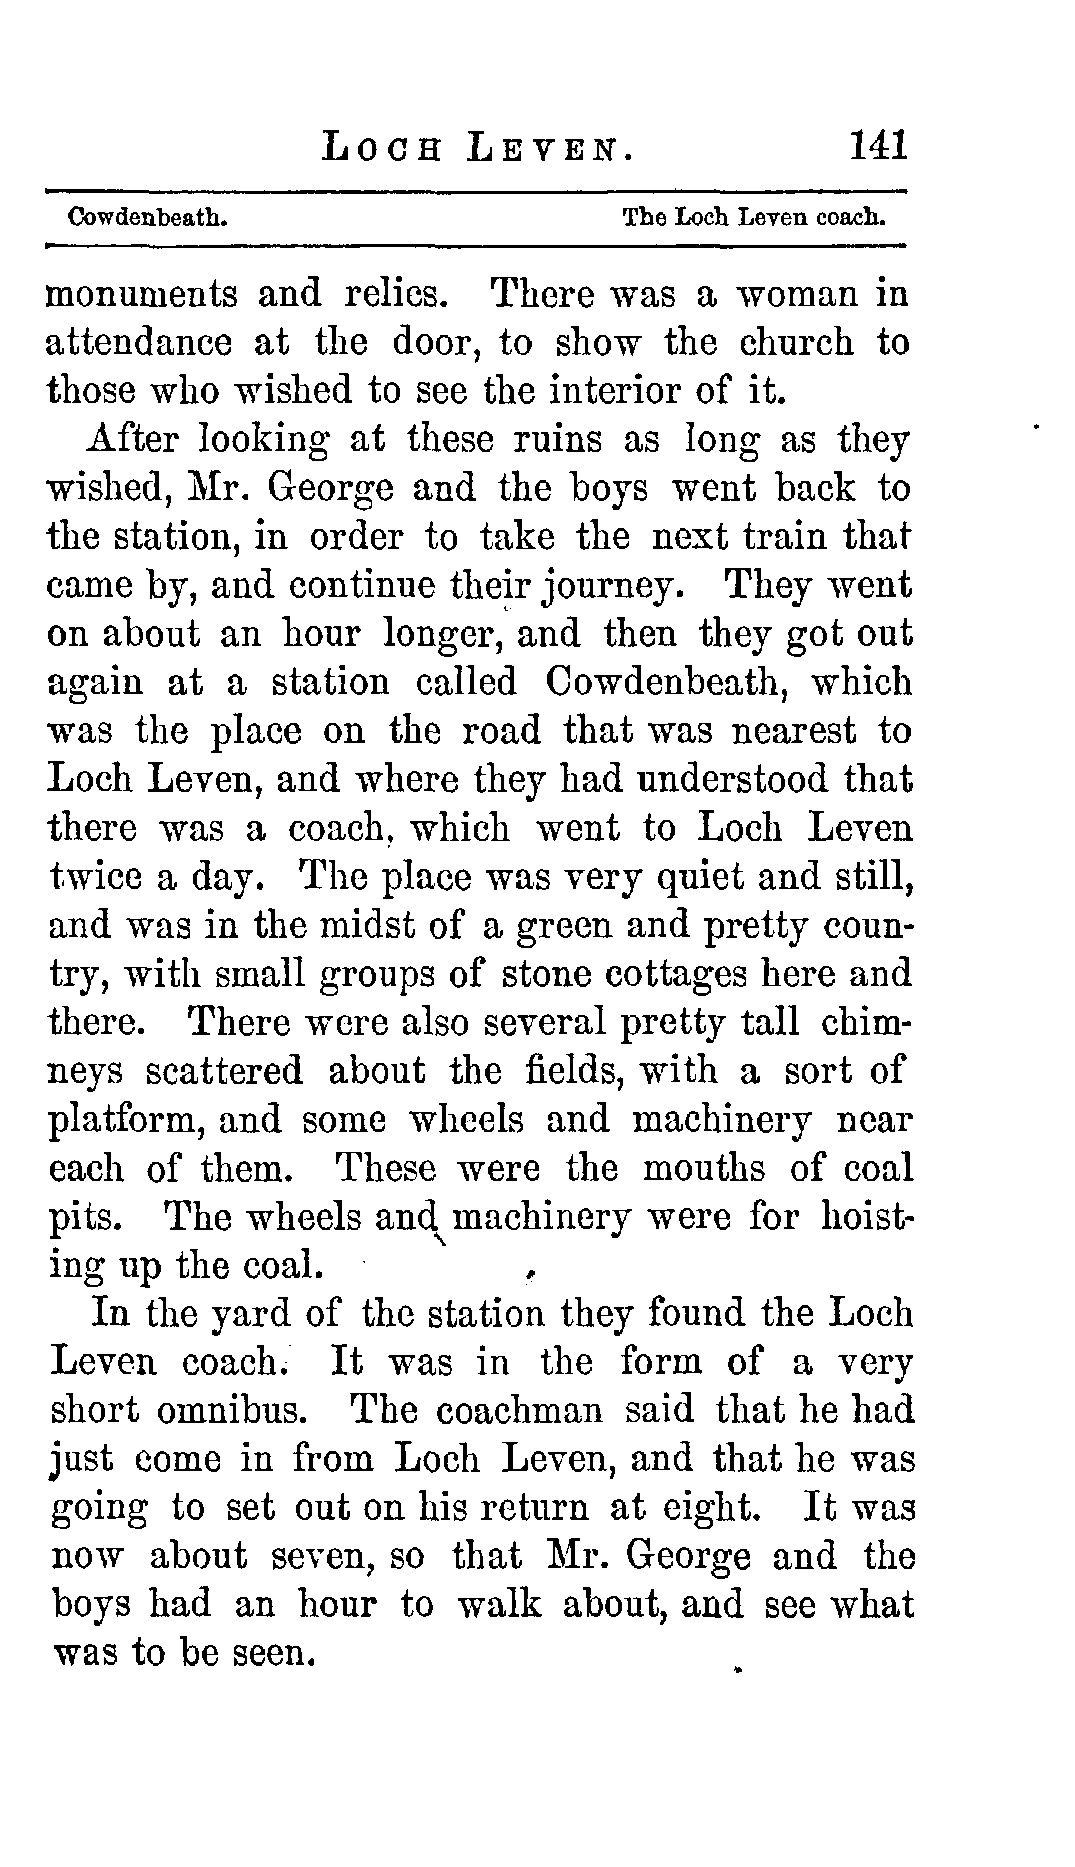 LOCH LEVEN. 141
Cowdenbeath. The Loch Leven coach.
monuments and relics. There was a woman in
attendance at the door, to show the church to
those who wished to see the interior of it.
After looking at these ruins as long as they
wished, Mr. George and the boys went back to
the station, in order to take the next train that
came by, and continue their journey. They went
on about an hour longer, and then they got out
again at a station called Cowdenbeath, which
was the place on the road that was nearest to
Loch Leven, and where they had understood that
there was a coach, which went to Loch Leven
twice a day. The place was very quiet and still,
and was in the midst of a green and pretty coun-
try, with small groups of stone cottages here and
there. There were also several pretty tall chim-
neys scattered about the fields, with a sort of
platform, and some wheels and machinery near
each of them. These were the mouths of coal
pits. The wheels and machinery were for hoist-
ing up the coal.
In the yard of the station they found the Loch
Leven coach. It was in the form of a very
short omnibus. The coachman said that he had
just come in from Loch Leven, and that he was
going to set out on his return at eight. It was
now about seven, so that Mr. George and the
boys had an hour to walk about, and see what
was to be seen.